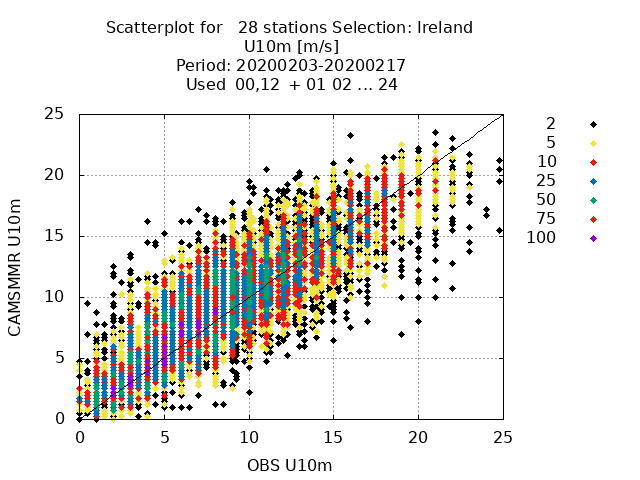 Scatterplot for   28 stations Selection: Ireland
U10m [m/s]
Period: 20200203-20200217
Used  00,12  + 01 02 ... 24
25
20
15
10
5
0
0 5 10 15 20 25
CAMSMMR U10m
OBS U10m
2
5
10
25
50
75
100